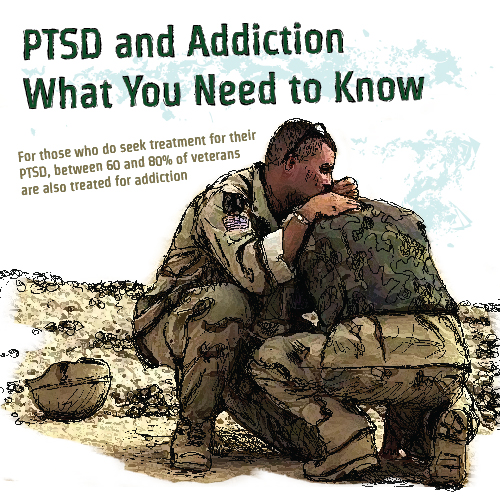 PTSD and Addiction
What You Need to Know
For those who do seek treatment for their
PTSD, between 60 and 80% of veterans
are also treated for addiction